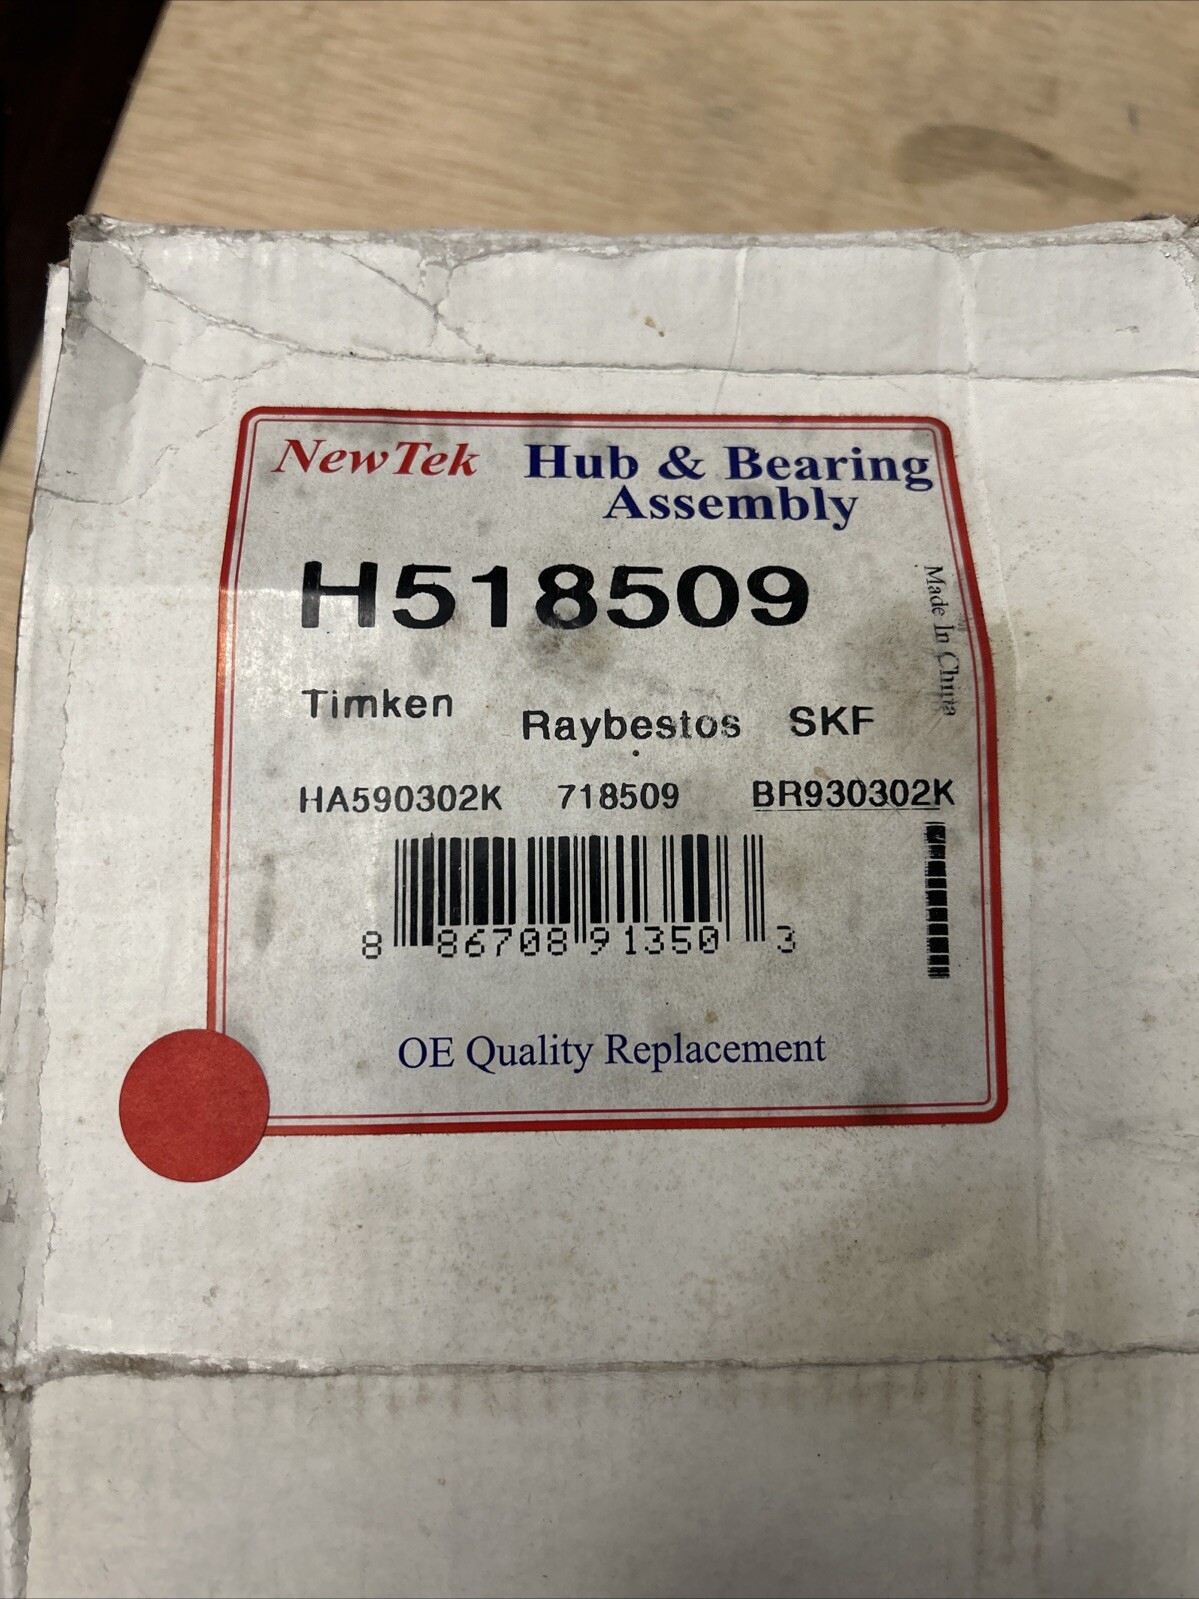 NewTek Hub & Bearing
Assembly
H518509
Made In China
Timken Raybestos SKF
HA590302K 718509 BR930302K
8 86708 91350 3
OE Quality Replacement